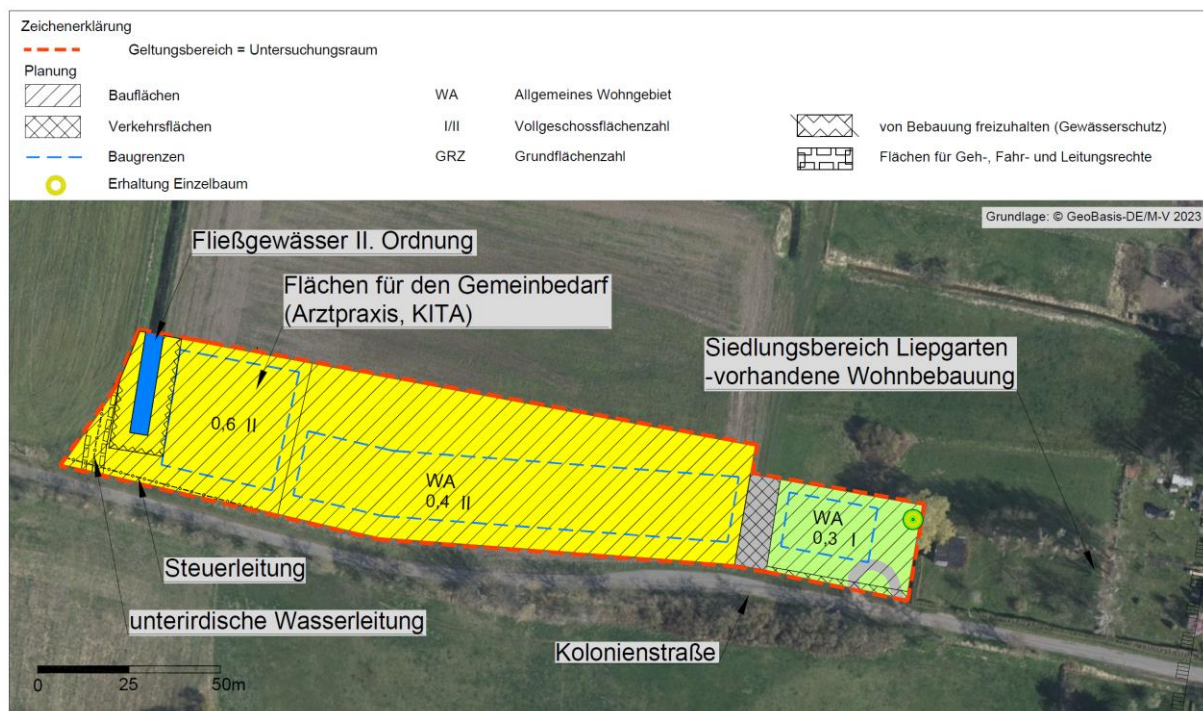 Zeichenerklärung
Geltungsbereich = Untersuchungsraum
Planung
Bauflächen
WA Allgemeines Wohngebiet
Verkehrsflächen
I/II Vollgeschossflächenzahl
von Bebauung freizuhalten (Gewässerschutz)
Baugrenzen
GRZ Grundflächenzahl
Flächen für Geh-, Fahr- und Leitungsrechte
Erhaltung Einzelbaum
Grundlage: © GeoBasis-DE/M-V 2023
Fließgewässer II. Ordnung
Flächen für den Gemeinbedarf
(Arztpraxis, KITA)
Siedlungsbereich Liepgarten
-vorhandene Wohnbebauung
0,6 II
WA
0,4 II
WA
0,3 I
Steuerleitung
unterirdische Wasserleitung
Kolonienstraße
0 25 50m